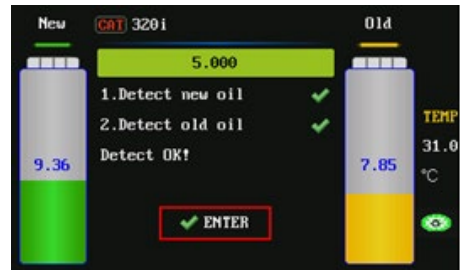 New CAT 320i Old
5.000
1.Detect new oil
2.Detect old oil
TEMP
Detect OK!
31.0
9.36
7.85
°C
ENTER